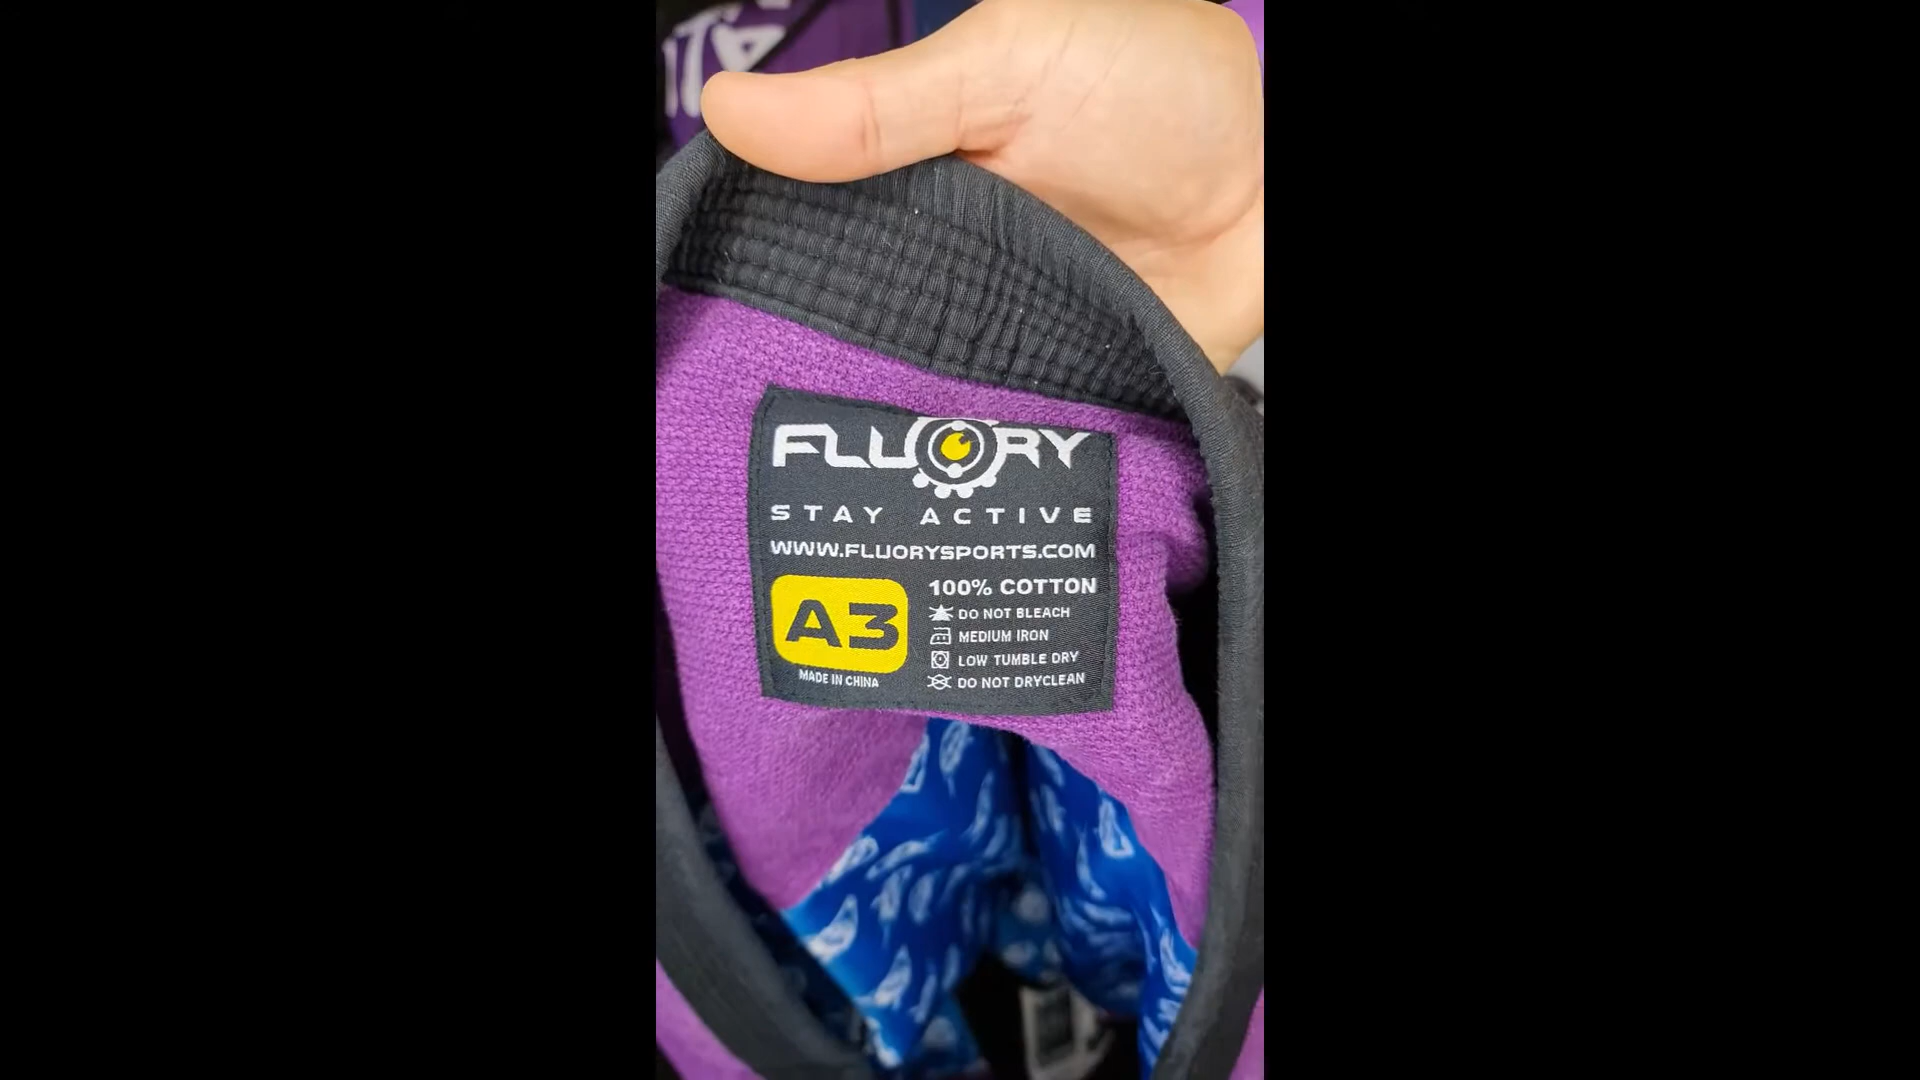 FLUORY
STAY ACTIVE
WWW.FLUORYSPORTS.COM
A3
MADE IN CHINA
100% COTTON
DO NOT BLEACH
MEDIUM IRON
LOW TUMBLE DRY
DO NOT DRYCLEAN